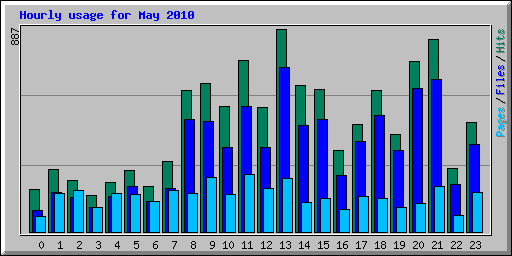 Hourly usage for May 2010
887
Pages / Files / Hits
0 1 2 3 4 5 6 7 8 9 10 11 12 13 14 15 16 17 18 19 20 21 22 23